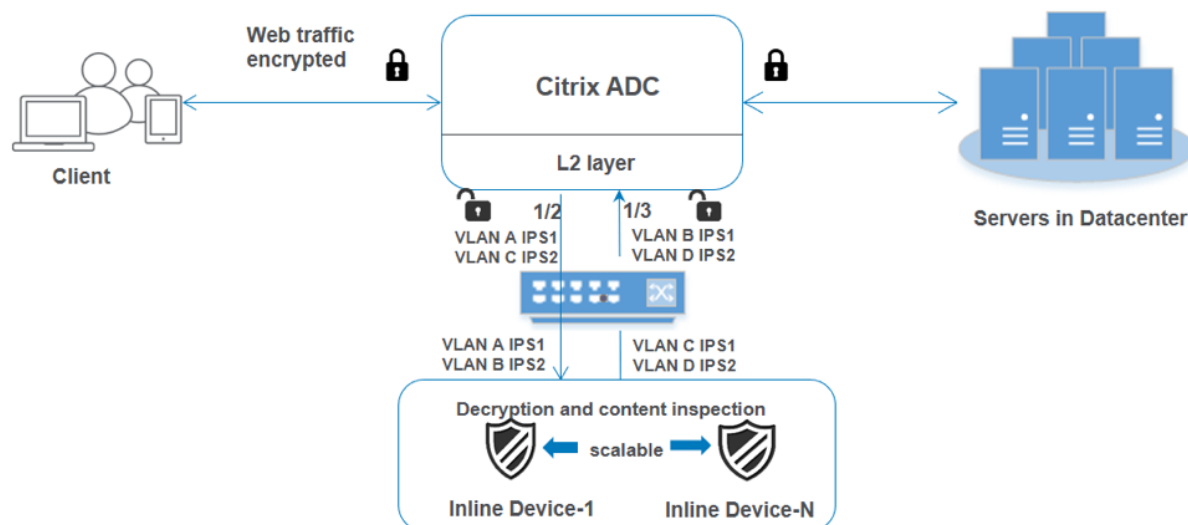 Web traffic
encrypted
Citrix ADC
L2 layer
Client
Servers in Datacenter
1/2
1/3
VLAN A IPS1
VLAN C IPS2
VLAN B IPS1
VLAN D IPS2
VLAN A IPS1
VLAN B IPS2
VLAN C IPS1
VLAN D IPS2
Decryption and content inspection
scalable
Inline Device-1
Inline Device-N